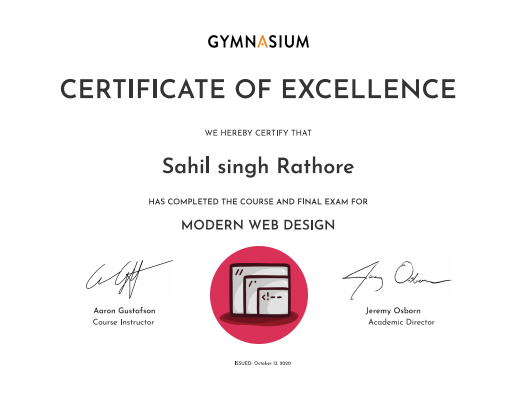 GYMNASIUM
CERTIFICATE OF EXCELLENCE
WE HEREBY CERTIFY THAT
Sahil singh Rathore
HAS COMPLETED THE COURSE AND FINAL EXAM FOR
MODERN WEB DESIGN
//
<!--
Aaron Gustafson
Course Instructor
Jeremy Osborn
Academic Director
ISSUED: October 13, 2020